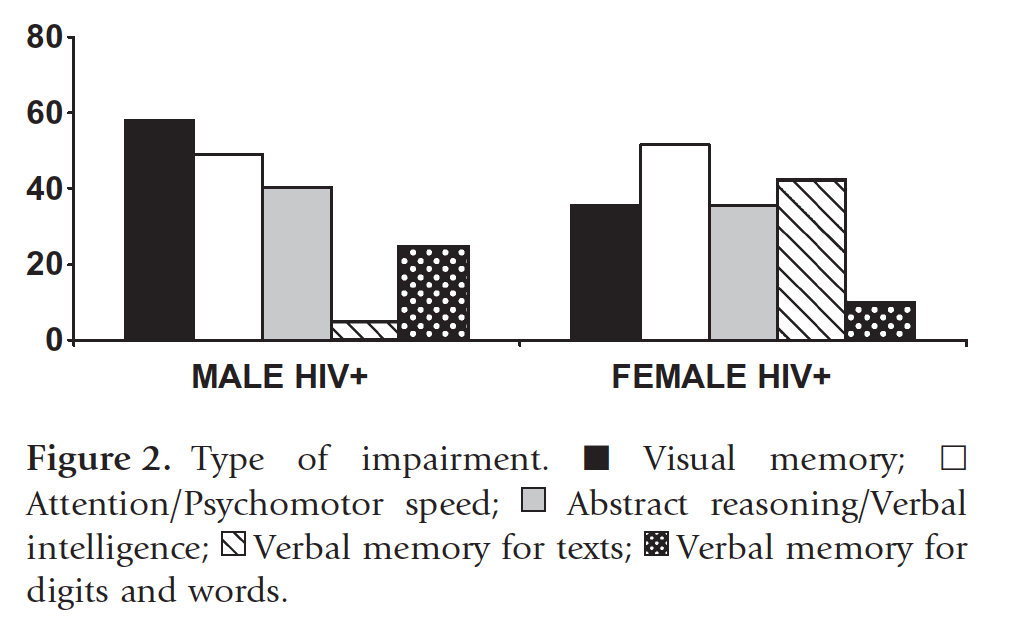 80
60
40
20
0
MALE HIV+ FEMALE HIV+
Figure 2. Type of impairment. ■ Visual memory; □
Attention/Psychomotor speed; Abstract reasoning/Verbal
intelligence; Verbal memory for texts; Verbal memory for
digits and words.